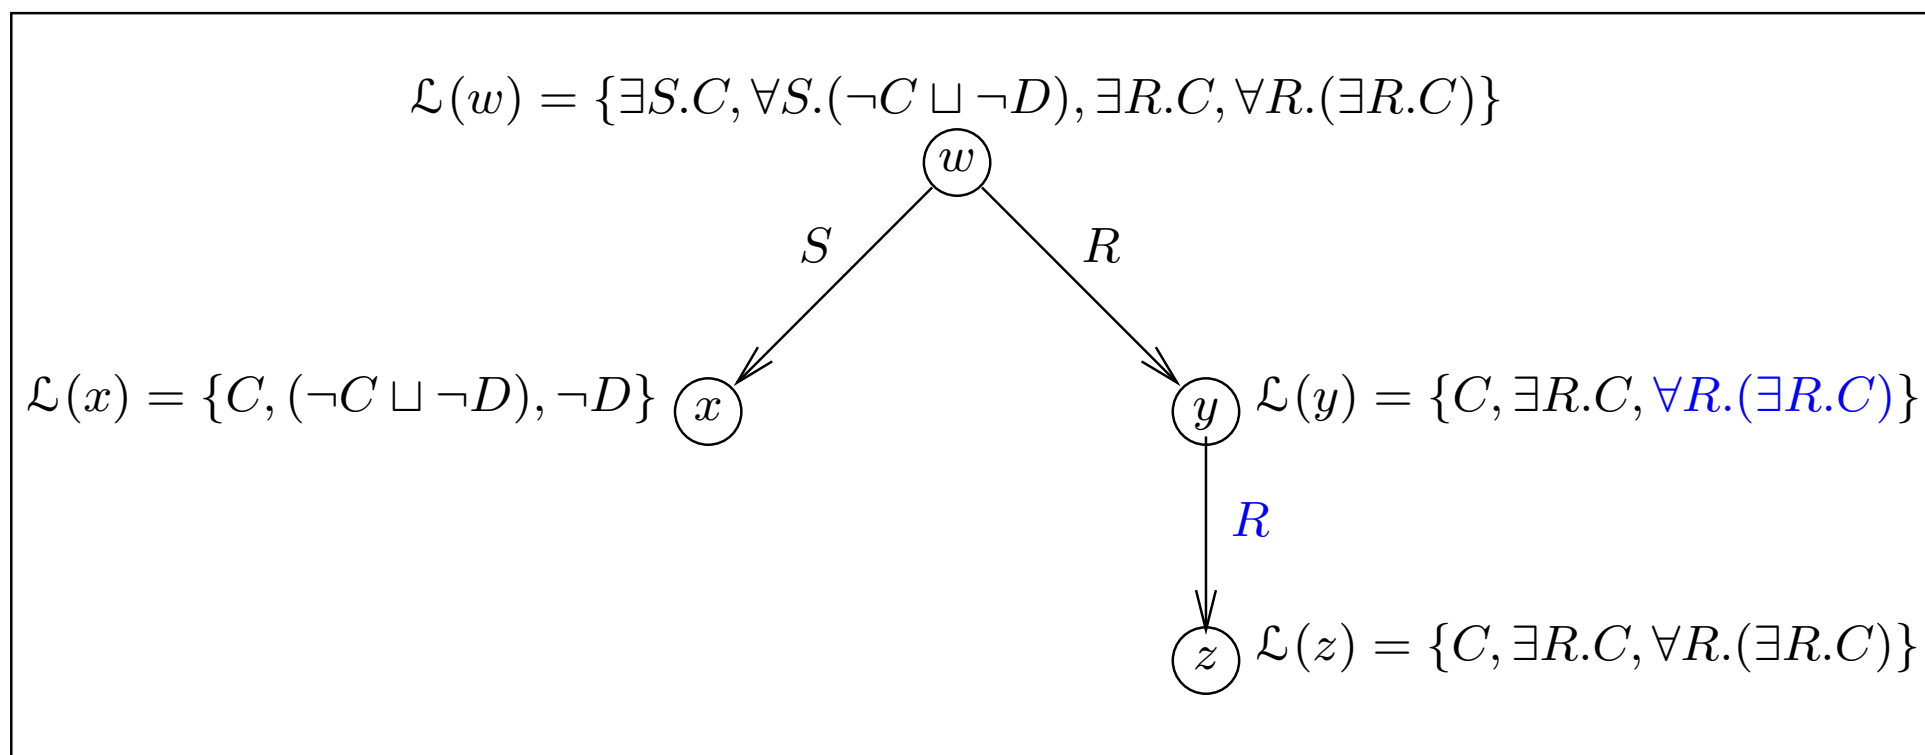 ℒ(w) = {∃S.C, ∀S.(¬C ⊔ ¬D), ∃R.C, ∀R.(∃R.C)}
w
S R
ℒ(x) = {C, (¬C ⊔ ¬D), ¬D} x y ℒ(y) = {C, ∃R.C, ∀R.(∃R.C)}
R
z ℒ(z) = {C, ∃R.C, ∀R.(∃R.C)}